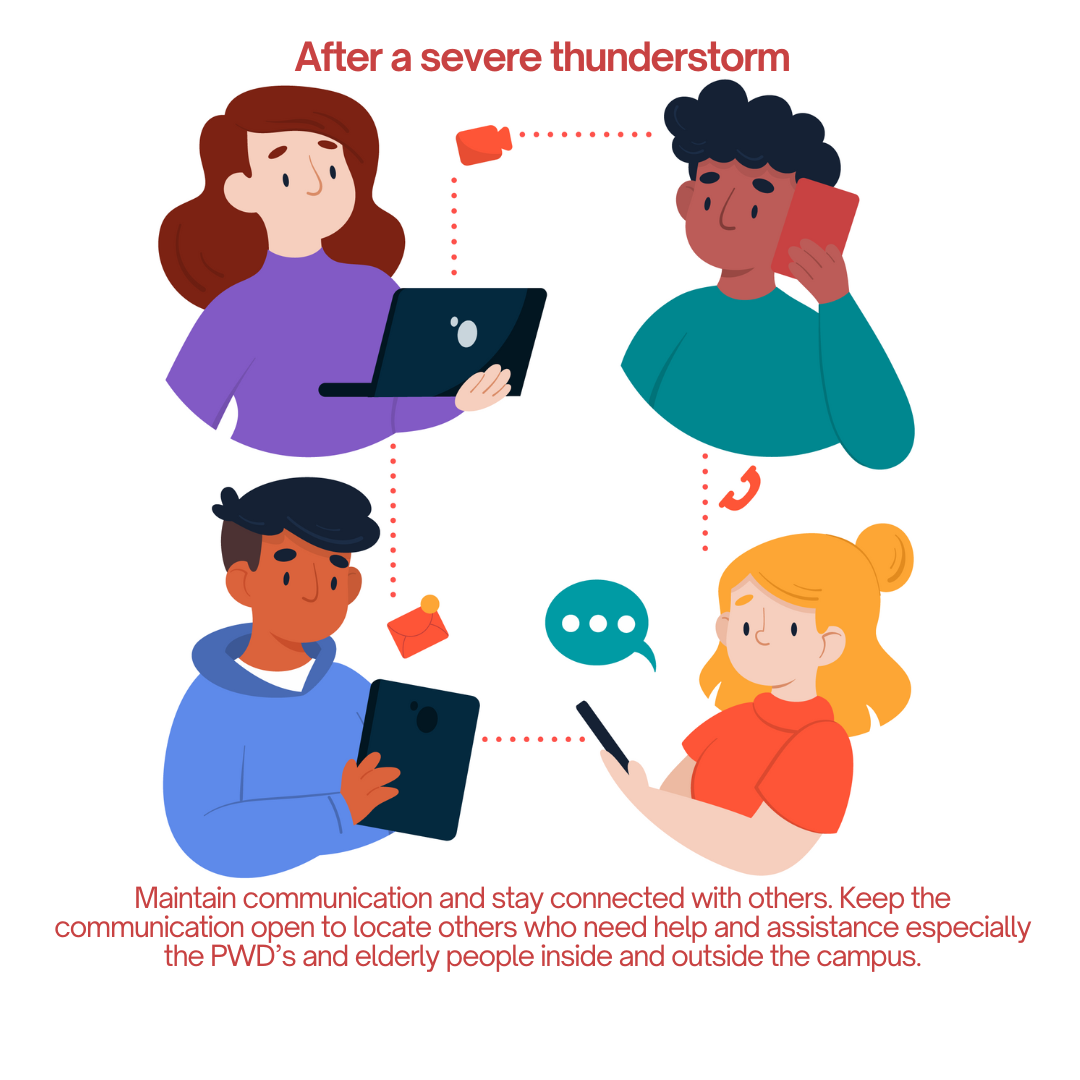 After a severe thunderstorm
Maintain communication and stay connected with others. Keep the
communication open to locate others who need help and assistance especially
the PWD's and elderly people inside and outside the campus.